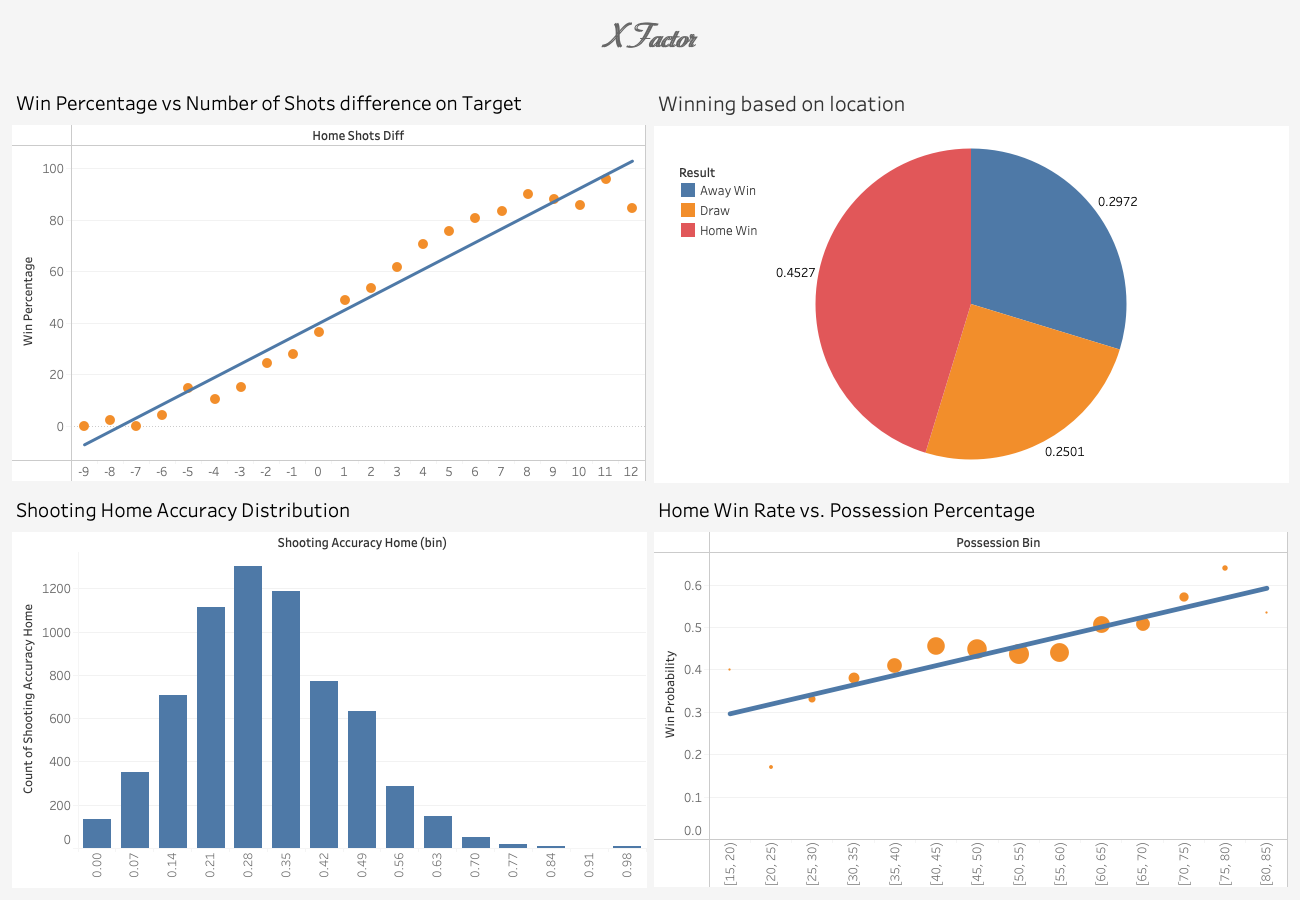 X Factor
Win Percentage vs Number of Shots difference on Target
Home Shots Diff
Win Percentage
100
80
60
40
20
0
-9 -8 -7 -6 -5 -4 -3 -2 -1 0 1 2 3 4 5 6 7 8 9 10 11 12
Winning based on location
Result
Away Win
Draw
Home Win
0.2972
0.4527
0.2501
Shooting Home Accuracy Distribution
Shooting Accuracy Home (bin)
Count of Shooting Accuracy Home
1200
1000
800
600
400
200
0
0.00 0.07 0.14 0.21 0.28 0.35 0.42 0.49 0.56 0.63 0.70 0.77 0.84 0.91 0.98
Home Win Rate vs. Possession Percentage
Possession Bin
Win Probability
0.6
0.5
0.4
0.3
0.2
0.1
0.0
[15, 20) [20, 25) [25, 30) [30, 35) [35, 40) [40, 45) [45, 50) [50, 55) [55, 60) [60, 65) [65, 70) [70, 75) [75, 80) [80, 85)